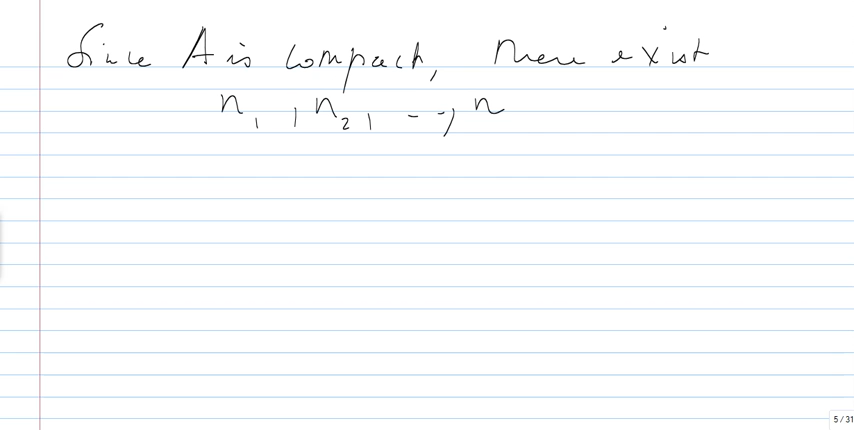 Since A is compact, there exist
n₁, n₂, ..., n
5 / 31